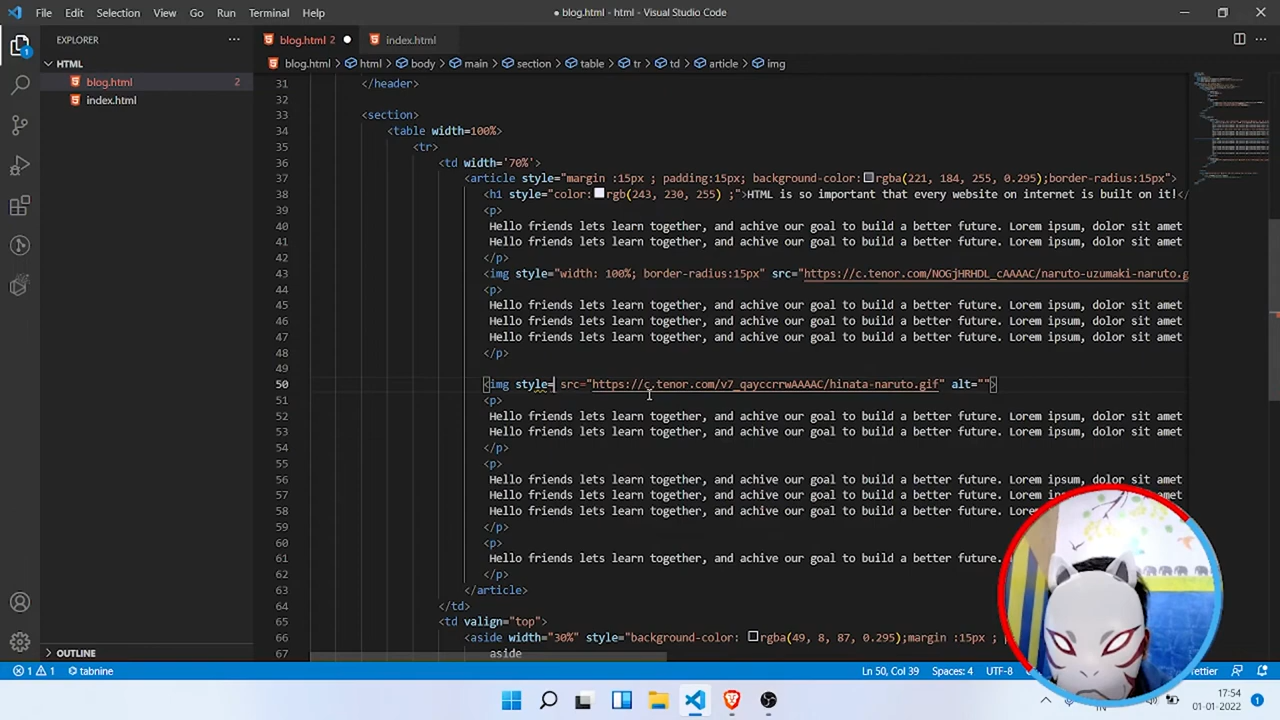 File Edit Selection View Go Run Terminal Help
● blog.html - html - Visual Studio Code
EXPLORER
blog.html 2 ●
index.html
HTML
blog.html > html > body > main > section > table > tr > td > article > img
blog.html 2
index.html
31 </header>
32
33 <section>
34 <table width=100%>
35 <tr>
36 <td width='70%'>
37 <article style="margin :15px ; padding:15px; background-color: rgba(221, 184, 255, 0.295);border-radius:15px">
38 <h1 style="color: rgb(243, 230, 255) ;">HTML is so important that every website on internet is built on it!</
39 <p>
40 Hello friends lets learn together, and achive our goal to build a better future. Lorem ipsum, dolor sit amet
41 Hello friends lets learn together, and achive our goal to build a better future. Lorem ipsum, dolor sit amet
42 </p>
43 <img style="width: 100%; border-radius:15px" src="https://c.tenor.com/NOGjHRHDL_cAAAAC/naruto-uzumaki-naruto.g
44 <p>
45 Hello friends lets learn together, and achive our goal to build a better future. Lorem ipsum, dolor sit amet
46 Hello friends lets learn together, and achive our goal to build a better future. Lorem ipsum, dolor sit amet
47 Hello friends lets learn together, and achive our goal to build a better future. Lorem ipsum, dolor sit amet
48 </p>
49
50 <img style= src="https://c.tenor.com/v7_qayccrrwAAAAC/hinata-naruto.gif" alt="">
51 <p>
52 Hello friends lets learn together, and achive our goal to build a better future. Lorem ipsum, dolor sit amet
53 Hello friends lets learn together, and achive our goal to build a better future. Lorem ipsum, dolor sit amet
54 </p>
55 <p>
56 Hello friends lets learn together, and achive our goal to build a better future. Lorem ipsum, dolor sit amet
57 Hello friends lets learn together, and achive our goal to build a better future. Lorem ipsum, dolor sit amet
58 Hello friends lets learn together, and achive our goal to build a better future. Lorem
59 </p>
60 <p>
61 Hello friends lets learn together, and achive our goal to build a better future.
62 </p>
63 </article>
64 </td>
65 <td valign="top">
66 <aside width="30%" style="background-color: rgba(49, 8, 87, 0.295);margin :15px ; p
67 aside
OUTLINE
1 1 tabnine
Ln 50, Col 39 Spaces: 4 UTF-8
IN
17:54
01-01-2022
1